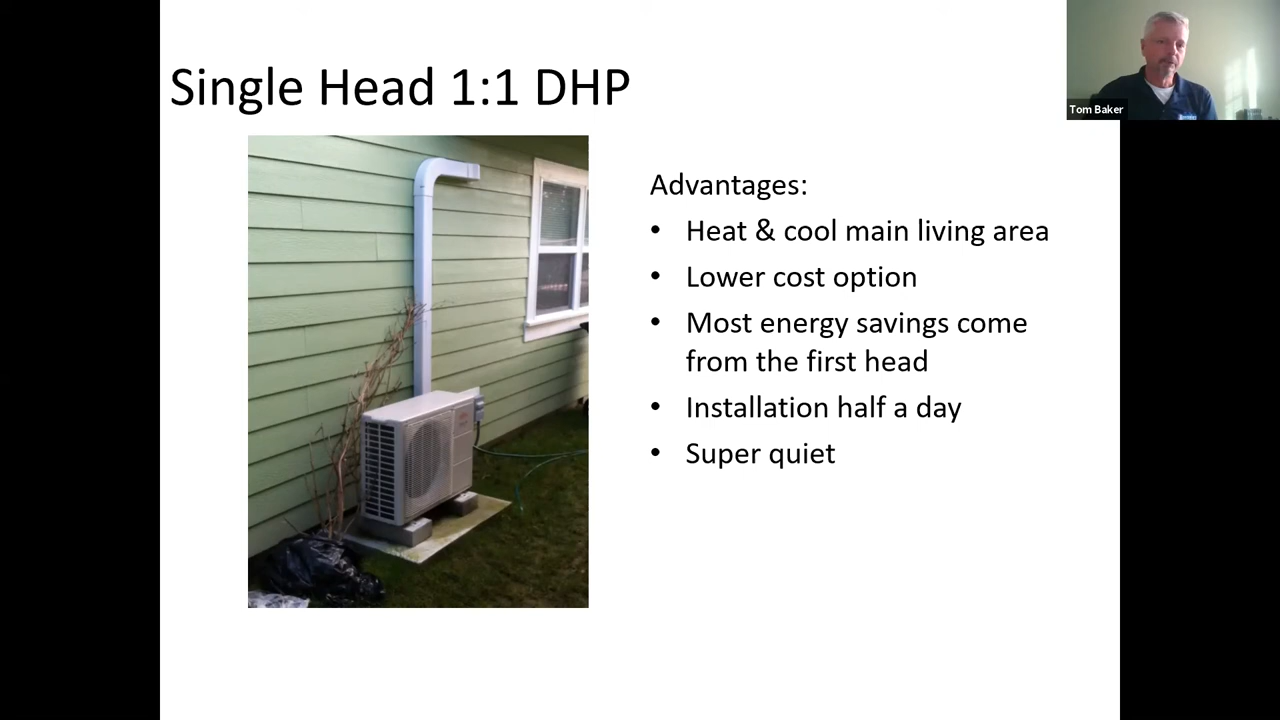 Single Head 1:1 DHP
Tom Baker
Advantages:
• Heat & cool main living area
• Lower cost option
• Most energy savings come
from the first head
• Installation half a day
• Super quiet